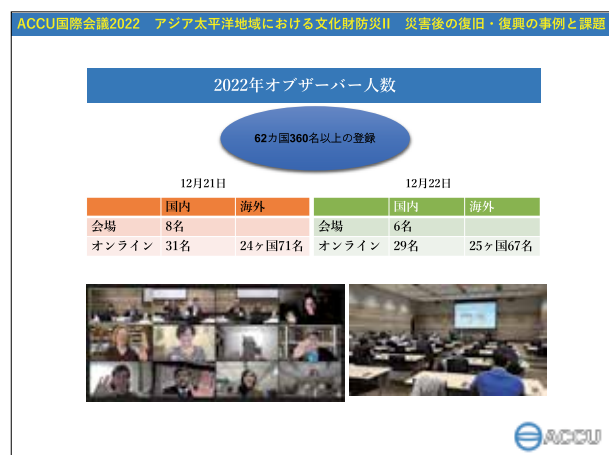 ACCU国際会議2022 アジア太平洋地域における文化財防災II 災害後の復旧・復興の事例と課題
2022年オブザーバー人数
62カ国360名以上の登録
12月21日
国内 海外
会場 8名
オンライン 31名 24ヶ国71名
12月22日
国内 海外
会場 6名
オンライン 29名 25ヶ国67名
ACCU